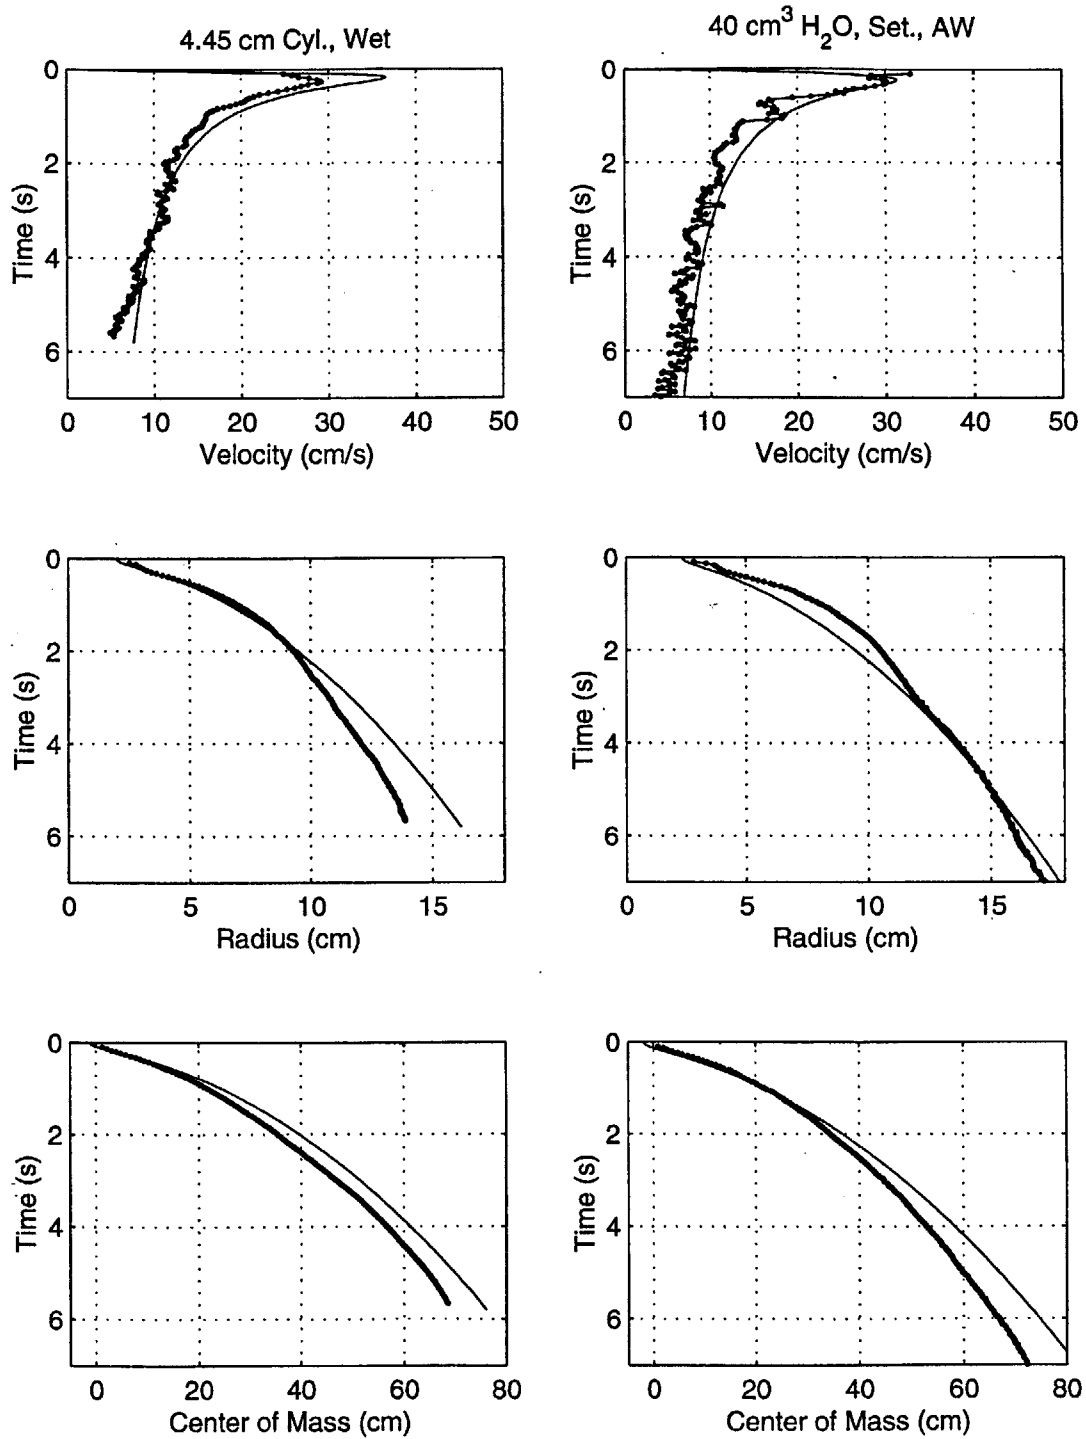 4.45 cm Cyl., Wet
40 cm³ H₂O, Set., AW
0
2
4
6
Time (s)
0 10 20 30 40 50
Velocity (cm/s)
0
2
4
6
Time (s)
0 10 20 30 40 50
Velocity (cm/s)
0
2
4
6
Time (s)
0 5 10 15
Radius (cm)
0
2
4
6
Time (s)
0 5 10 15
Radius (cm)
0
2
4
6
Time (s)
0 20 40 60 80
Center of Mass (cm)
0
2
4
6
Time (s)
0 20 40 60 80
Center of Mass (cm)